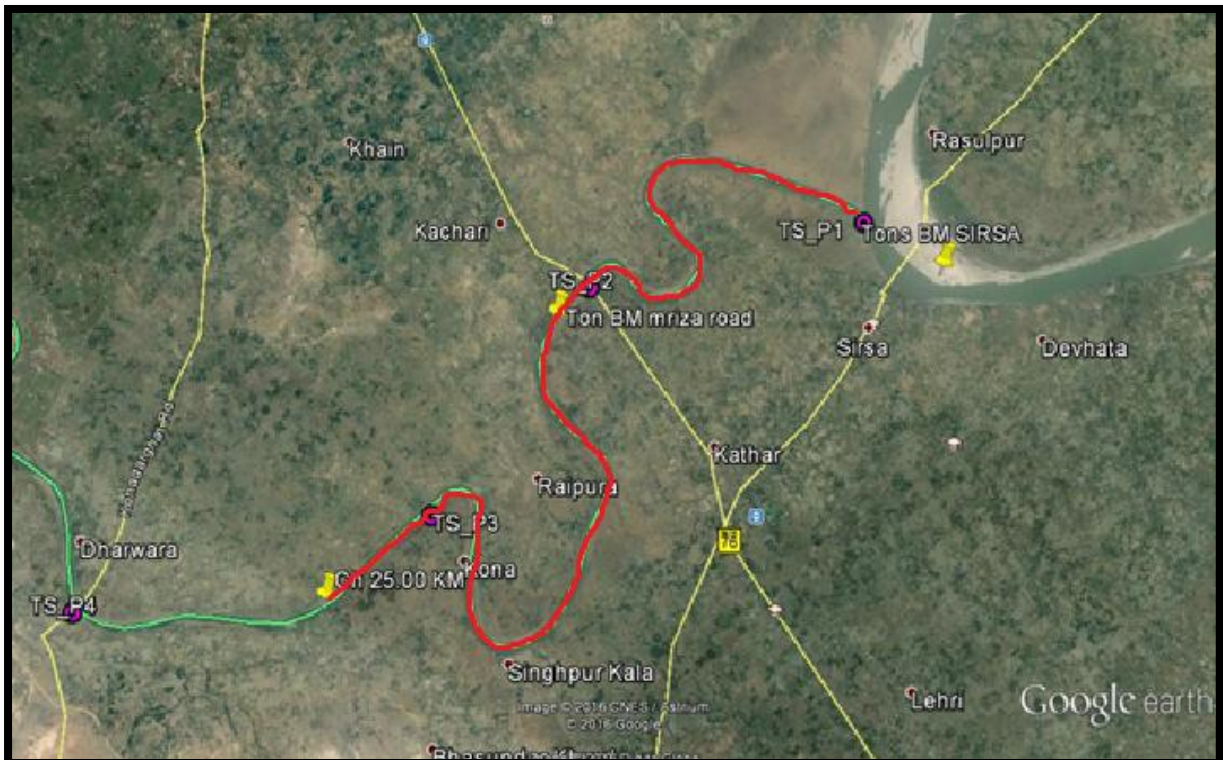 Khain
Rasulpur
Kachari
TS_P1
Tons BM SIRSA
TS_P2
Ton BM mriza road
Sirsa
Devhata
Kathar
Raipura
TS_P3
Dharwara
Kona
Ch 25.00 KM
TS_P4
Singhpur Kala
Lehri
Google earth
Image © 2016 CNES / Astrium
© 2016 Google